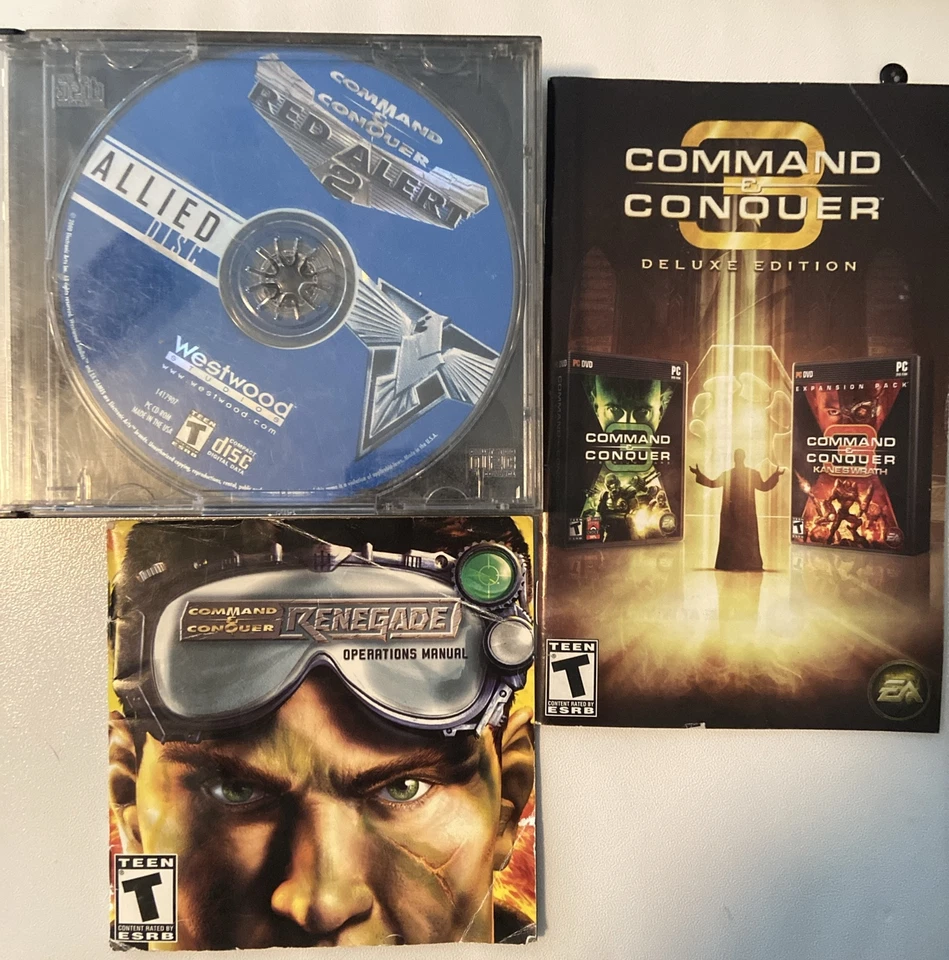 COMMAND
&
CONQUER
RED ALERT
2
ALLIED
DISC
Westwood
STUDIOS
www.westwood.com
1417907
PC CD-ROM
MADE IN THE USA
TEEN
T
ESRB
COMPACT
disc
DIGITAL DATA
3
COMMAND
&
CONQUER
DELUXE EDITION
PC DVD
PC
COMMAND
&
CONQUER
PC DVD
PC
EXPANSION PACK
COMMAND
&
CONQUER
KANE'S WRATH
TEEN
T
CONTENT RATED BY
ESRB
EA
COMMAND
&
CONQUER
RENEGADE
OPERATIONS MANUAL
TEEN
T
CONTENT RATED BY
ESRB